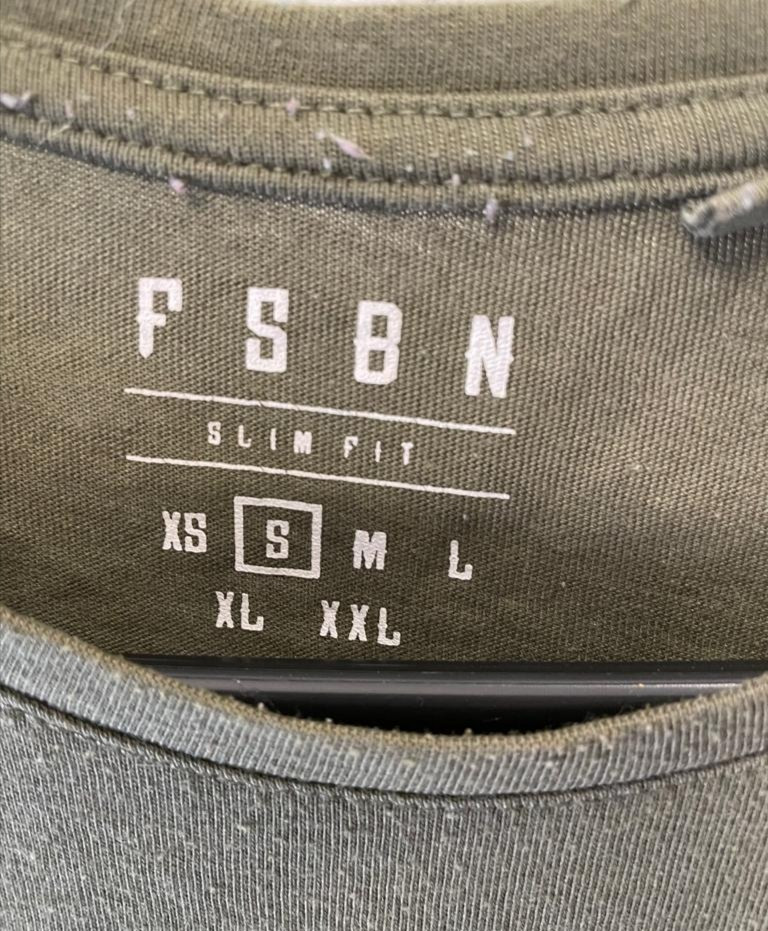 FSBN
SLIM FIT
XS S M L
XL XXL